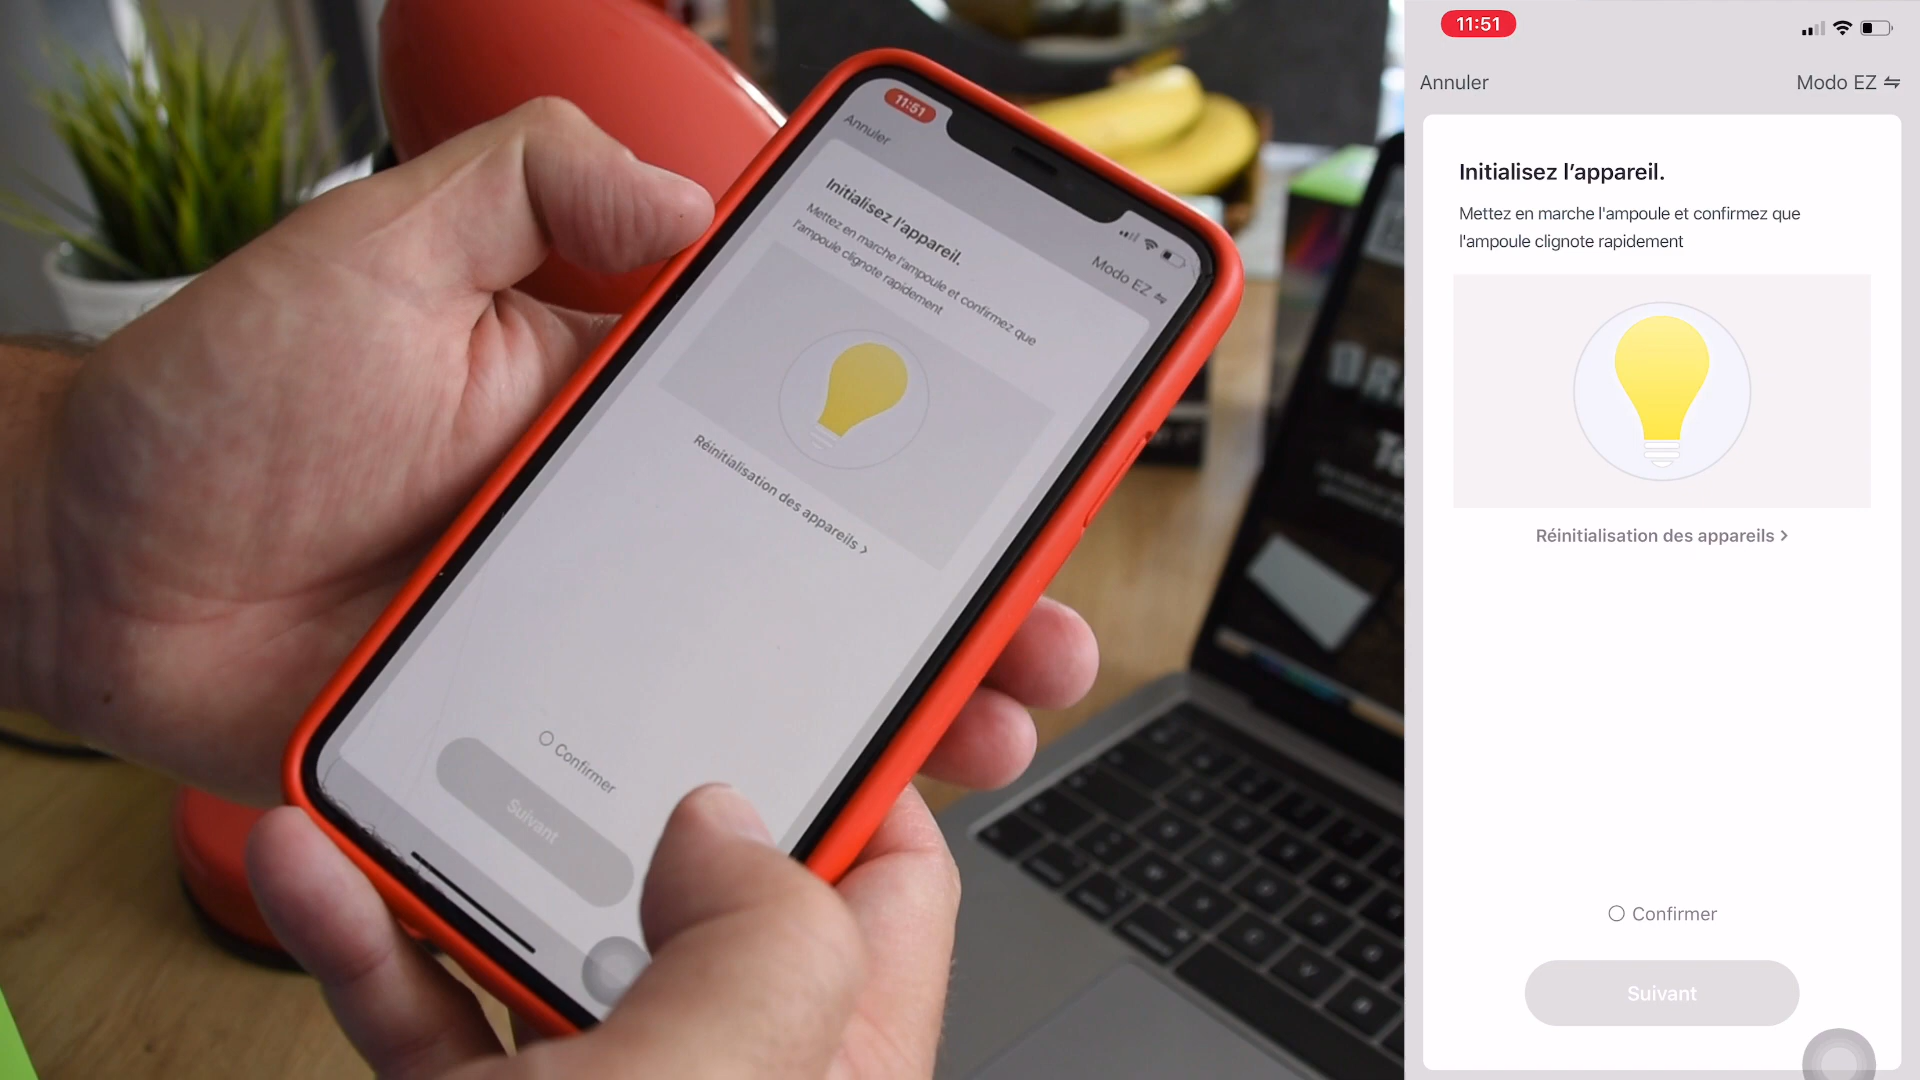 11:51
Annuler
Modo EZ
Initialisez l'appareil.
Mettez en marche l'ampoule et confirmez que
l'ampoule clignote rapidement
Réinitialisation des appareils >
Confirmer
Suivant
11:51
Annuler
Modo EZ
Initialisez l’appareil.
Mettez en marche l'ampoule et confirmez que
l'ampoule clignote rapidement
Réinitialisation des appareils >
Confirmer
Suivant